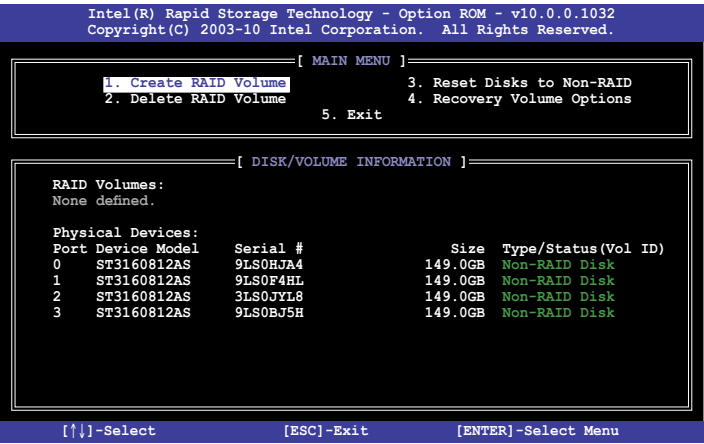 Intel(R) Rapid Storage Technology - Option ROM - v10.0.0.1032
Copyright(C) 2003-10 Intel Corporation.  All Rights Reserved.
[ MAIN MENU ]
1. Create RAID Volume 3. Reset Disks to Non-RAID
2. Delete RAID Volume 4. Recovery Volume Options
5. Exit
[ DISK/VOLUME INFORMATION ]
RAID Volumes:
None defined.
Physical Devices:
Port Device Model Serial # Size Type/Status(Vol ID)
0 ST3160812AS 9LS0HJA4 149.0GB Non-RAID Disk
1 ST3160812AS 9LS0F4HL 149.0GB Non-RAID Disk
2 ST3160812AS 3LS0JYL8 149.0GB Non-RAID Disk
3 ST3160812AS 9LS0BJ5H 149.0GB Non-RAID Disk
[↑↓]-Select [ESC]-Exit [ENTER]-Select Menu